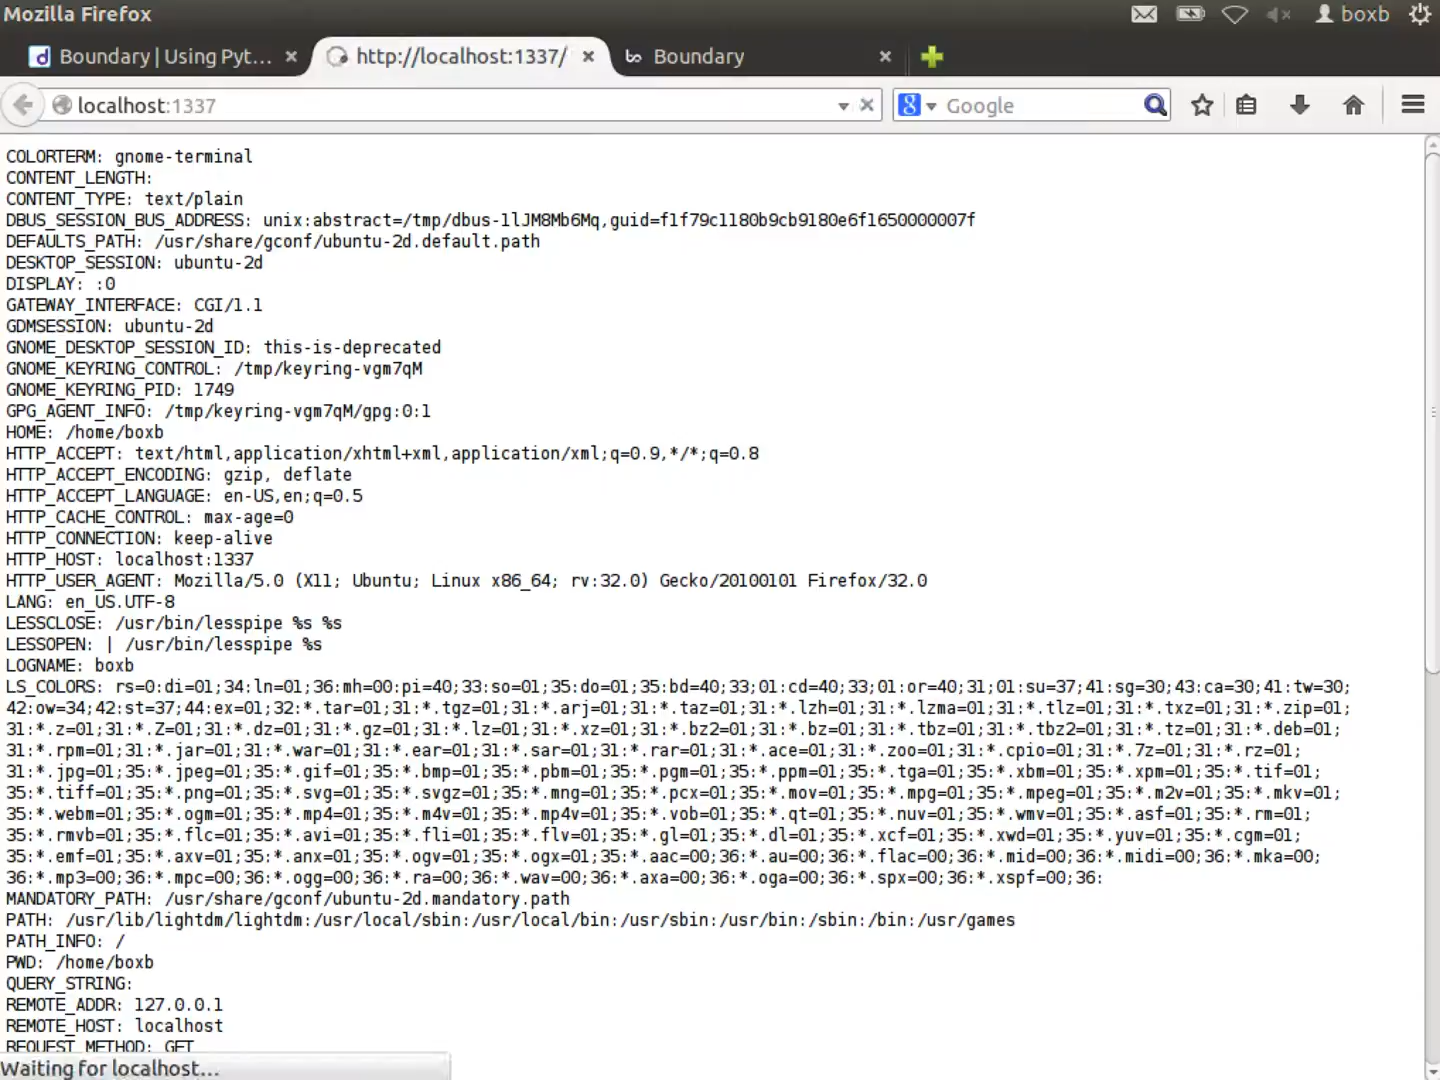 Mozilla Firefox
boxb
Boundary | Using Pyt...
http://localhost:1337/
Boundary
localhost:1337
Google
COLORTERM: gnome-terminal
CONTENT_LENGTH:
CONTENT_TYPE: text/plain
DBUS_SESSION_BUS_ADDRESS: unix:abstract=/tmp/dbus-1lJM8Mb6Mq,guid=f1f79c1180b9cb9180e6f1650000007f
DEFAULTS_PATH: /usr/share/gconf/ubuntu-2d.default.path
DESKTOP_SESSION: ubuntu-2d
DISPLAY: :0
GATEWAY_INTERFACE: CGI/1.1
GDMSESSION: ubuntu-2d
GNOME_DESKTOP_SESSION_ID: this-is-deprecated
GNOME_KEYRING_CONTROL: /tmp/keyring-vgm7qM
GNOME_KEYRING_PID: 1749
GPG_AGENT_INFO: /tmp/keyring-vgm7qM/gpg:0:1
HOME: /home/boxb
HTTP_ACCEPT: text/html,application/xhtml+xml,application/xml;q=0.9,*/*;q=0.8
HTTP_ACCEPT_ENCODING: gzip, deflate
HTTP_ACCEPT_LANGUAGE: en-US,en;q=0.5
HTTP_CACHE_CONTROL: max-age=0
HTTP_CONNECTION: keep-alive
HTTP_HOST: localhost:1337
HTTP_USER_AGENT: Mozilla/5.0 (X11; Ubuntu; Linux x86_64; rv:32.0) Gecko/20100101 Firefox/32.0
LANG: en_US.UTF-8
LESSCLOSE: /usr/bin/lesspipe %s %s
LESSOPEN: | /usr/bin/lesspipe %s
LOGNAME: boxb
LS_COLORS: rs=0:di=01;34:ln=01;36:mh=00:pi=40;33:so=01;35:do=01;35:bd=40;33;01:cd=40;33;01:or=40;31;01:su=37;41:sg=30;43:ca=30;41:tw=30;
42:ow=34;42:st=37;44:ex=01;32:*.tar=01;31:*.tgz=01;31:*.arj=01;31:*.taz=01;31:*.lzh=01;31:*.lzma=01;31:*.tlz=01;31:*.txz=01;31:*.zip=01;
31:*.z=01;31:*.Z=01;31:*.dz=01;31:*.gz=01;31:*.lz=01;31:*.xz=01;31:*.bz2=01;31:*.bz=01;31:*.tbz=01;31:*.tbz2=01;31:*.tz=01;31:*.deb=01;
31:*.rpm=01;31:*.jar=01;31:*.war=01;31:*.ear=01;31:*.sar=01;31:*.rar=01;31:*.ace=01;31:*.zoo=01;31:*.cpio=01;31:*.7z=01;31:*.rz=01;
31:*.jpg=01;35:*.jpeg=01;35:*.gif=01;35:*.bmp=01;35:*.pbm=01;35:*.pgm=01;35:*.ppm=01;35:*.tga=01;35:*.xbm=01;35:*.xpm=01;35:*.tif=01;
35:*.tiff=01;35:*.png=01;35:*.svg=01;35:*.svgz=01;35:*.mng=01;35:*.pcx=01;35:*.mov=01;35:*.mpg=01;35:*.mpeg=01;35:*.m2v=01;35:*.mkv=01;
35:*.webm=01;35:*.ogm=01;35:*.mp4=01;35:*.m4v=01;35:*.mp4v=01;35:*.vob=01;35:*.qt=01;35:*.nuv=01;35:*.wmv=01;35:*.asf=01;35:*.rm=01;
35:*.rmvb=01;35:*.flc=01;35:*.avi=01;35:*.fli=01;35:*.flv=01;35:*.gl=01;35:*.dl=01;35:*.xcf=01;35:*.xwd=01;35:*.yuv=01;35:*.cgm=01;
35:*.emf=01;35:*.axv=01;35:*.anx=01;35:*.ogv=01;35:*.ogx=01;35:*.aac=00;36:*.au=00;36:*.flac=00;36:*.mid=00;36:*.midi=00;36:*.mka=00;
36:*.mp3=00;36:*.mpc=00;36:*.ogg=00;36:*.ra=00;36:*.wav=00;36:*.axa=00;36:*.oga=00;36:*.spx=00;36:*.xspf=00;36:
MANDATORY_PATH: /usr/share/gconf/ubuntu-2d.mandatory.path
PATH: /usr/lib/lightdm/lightdm:/usr/local/sbin:/usr/local/bin:/usr/sbin:/usr/bin:/sbin:/bin:/usr/games
PATH_INFO: /
PWD: /home/boxb
QUERY_STRING:
REMOTE_ADDR: 127.0.0.1
REMOTE_HOST: localhost
REQUEST_METHOD: GET
Waiting for localhost...